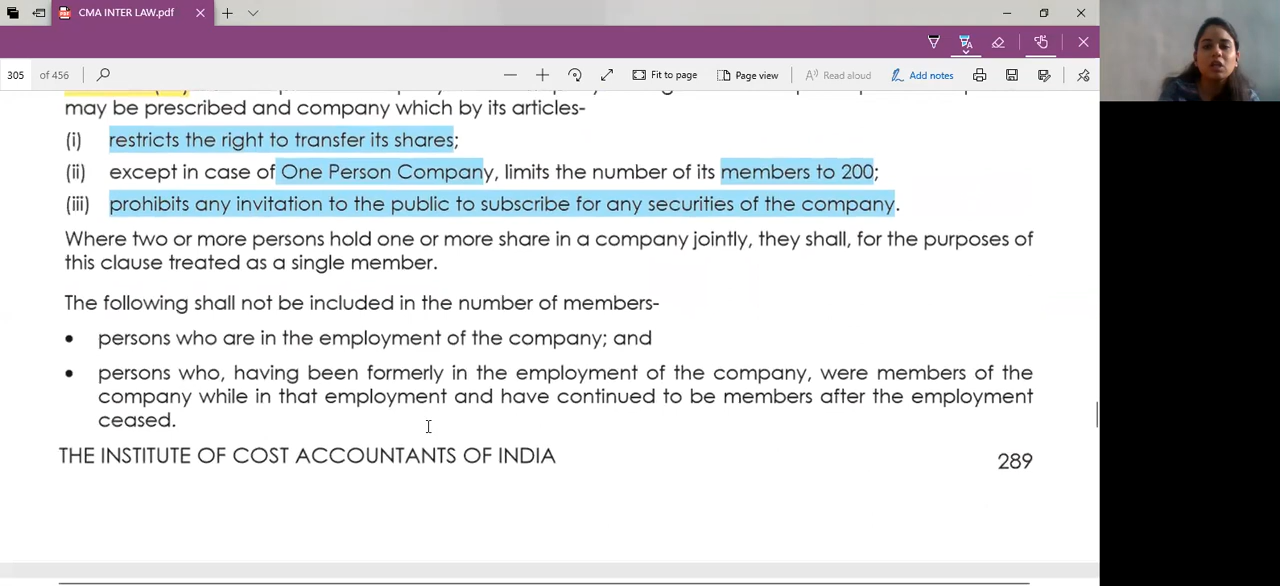 CMA INTER LAW.pdf
305 of 456
Fit to page
Page view
Read aloud
Add notes
may be prescribed and company which by its articles-
(i) restricts the right to transfer its shares;
(ii) except in case of One Person Company, limits the number of its members to 200;
(iii) prohibits any invitation to the public to subscribe for any securities of the company.
Where two or more persons hold one or more share in a company jointly, they shall, for the purposes of
this clause treated as a single member.
The following shall not be included in the number of members-
• persons who are in the employment of the company; and
• persons who, having been formerly in the employment of the company, were members of the
company while in that employment and have continued to be members after the employment
ceased.
THE INSTITUTE OF COST ACCOUNTANTS OF INDIA
289